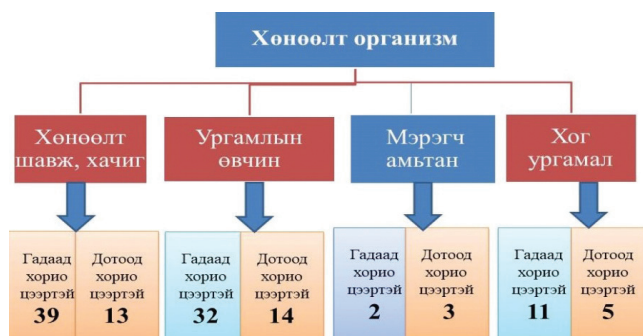 Хөнөөлт организм
Хөнөөлт
шавж, хачиг
Ургамлын
өвчин
Мэрэгч
амьтан
Хог
ургамал
Гадаад
хорио
цээртэй
39
Дотоод
хорио
цээртэй
13
Гадаад
хорио
цээртэй
32
Дотоод
хорио
цээртэй
14
Гадаад
хорио
цээртэй
2
Дотоод
хорио
цээртэй
3
Гадаад
хорио
цээртэй
11
Дотоод
хорио
цээртэй
5